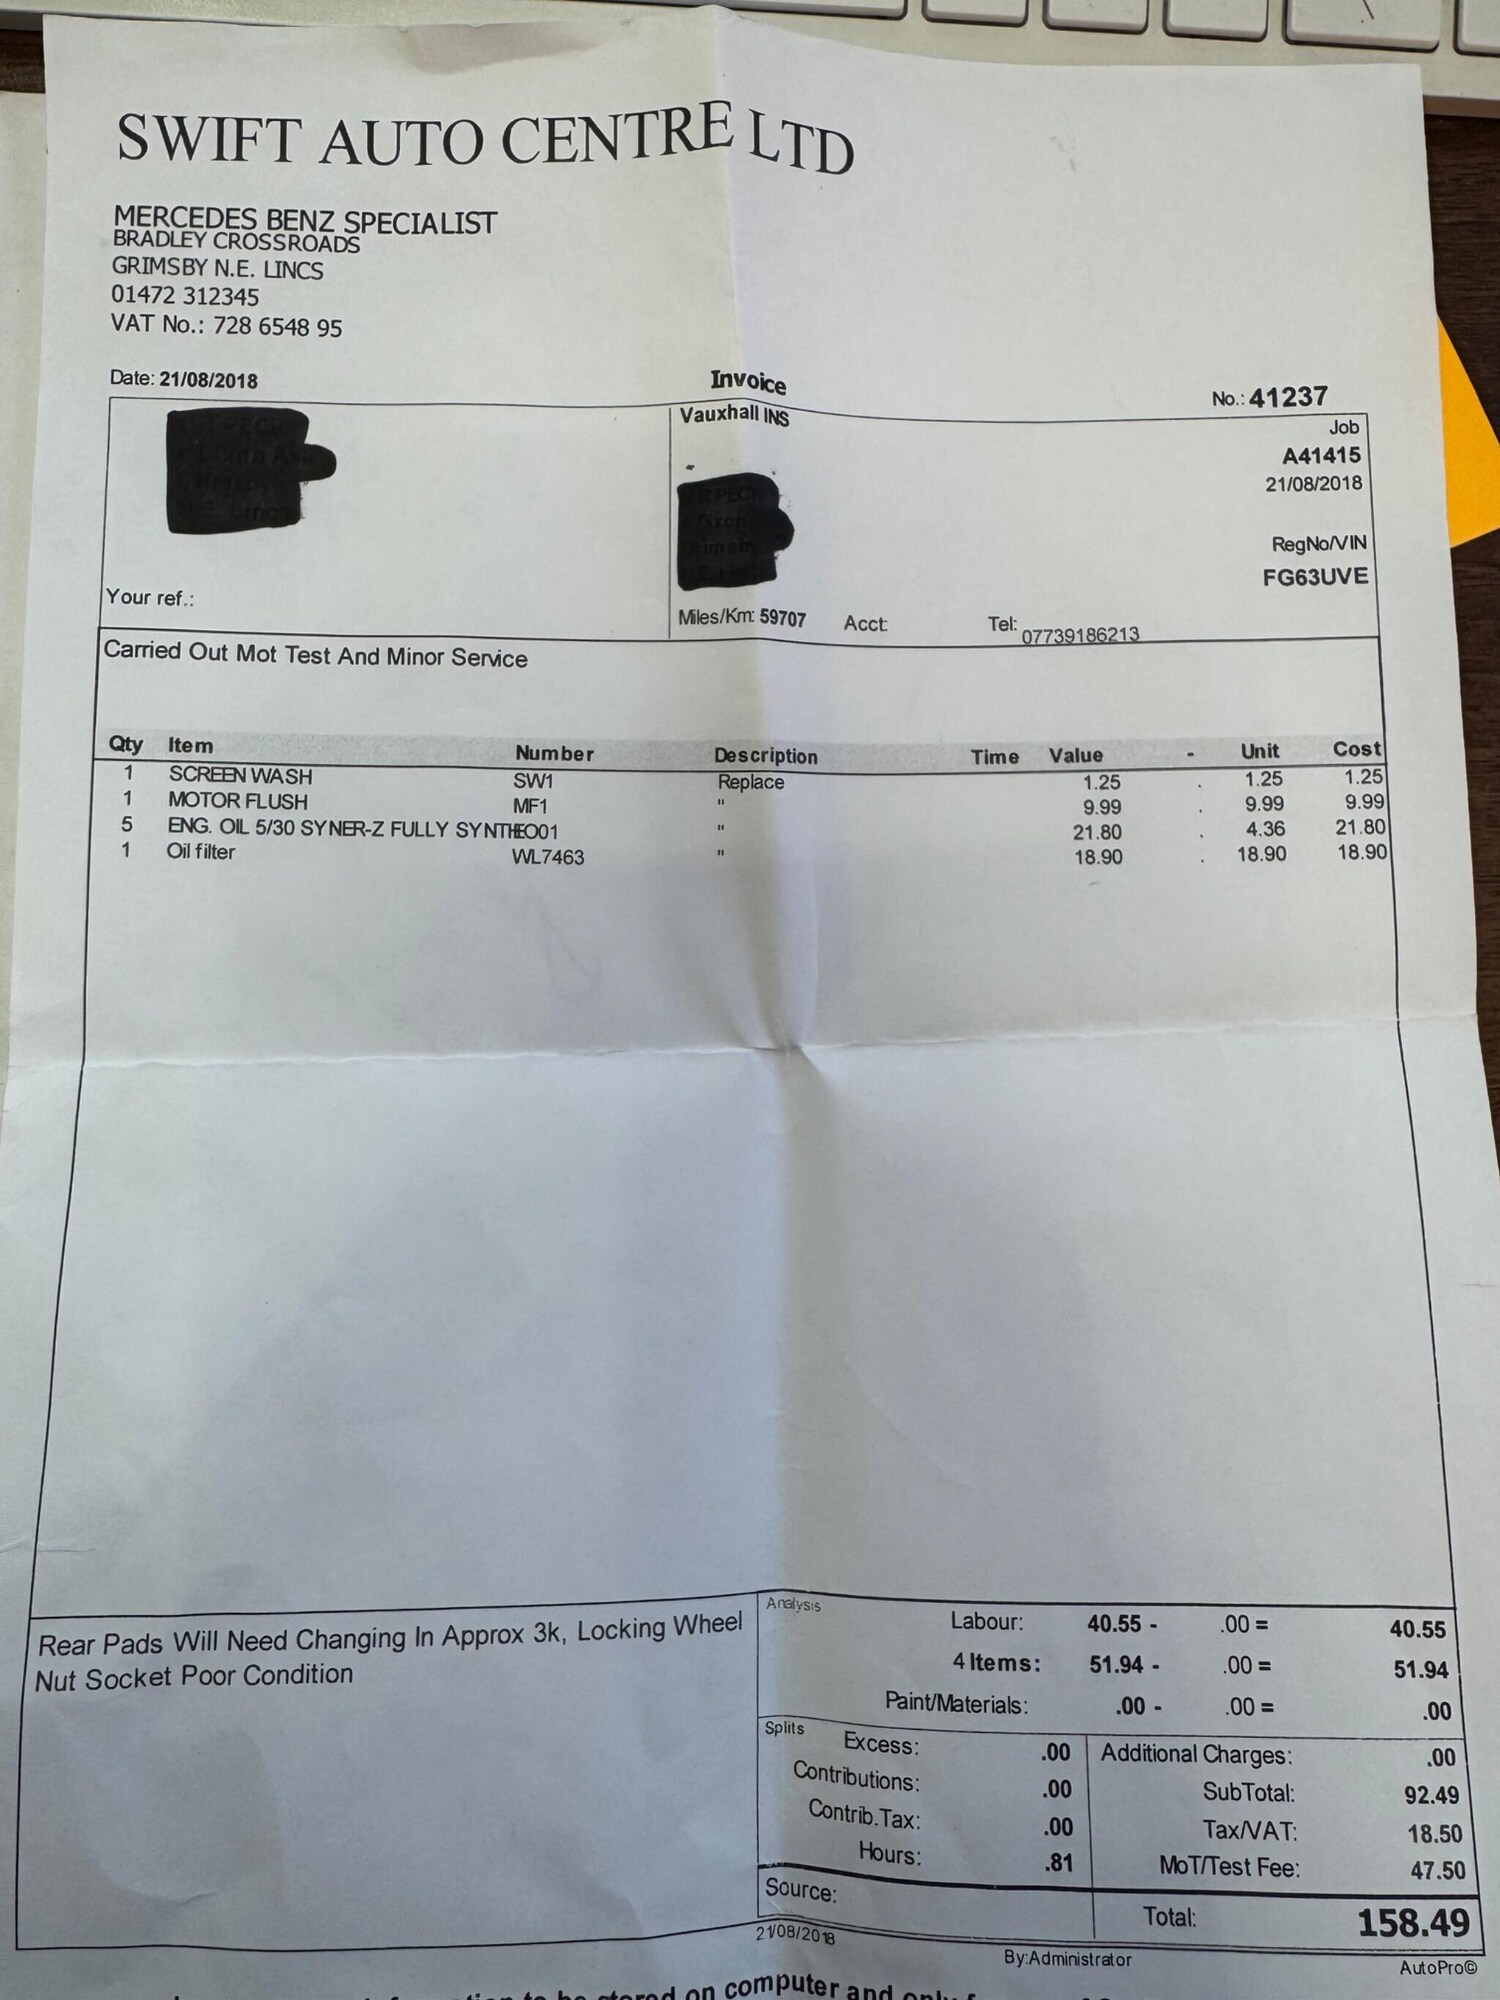 SWIFT AUTO CENTRE LTD
MERCEDES BENZ SPECIALIST
BRADLEY CROSSROADS
GRIMSBY N.E. LINCS
01472 312345
VAT No.: 728 6548 95
Date: 21/08/2018
Invoice
No.: 41237
Vauxhall INS
Job
A41415
21/08/2018
RegNo/VIN
FG63UVE
Your ref.:
Miles/Km: 59707 Acct: Tel: 07739186213
Carried Out Mot Test And Minor Service
Qty Item Number Description Time Value - Unit Cost
1 SCREEN WASH SW1 Replace 1.25 . 1.25 1.25
1 MOTOR FLUSH MF1 " 9.99 . 9.99 9.99
5 ENG. OIL 5/30 SYNER-Z FULLY SYNTHEO01 " 21.80 . 4.36 21.80
1 Oil filter WL7463 " 18.90 . 18.90 18.90
Rear Pads Will Need Changing In Approx 3k, Locking Wheel
Nut Socket Poor Condition
Analysis
Labour: 40.55 - .00 = 40.55
4 Items: 51.94 - .00 = 51.94
Paint/Materials: .00 - .00 = .00
Splits
Excess: .00
Contributions: .00
Contrib.Tax: .00
Hours: .81
Additional Charges: .00
SubTotal: 92.49
Tax/VAT: 18.50
MoT/Test Fee: 47.50
Source:
Total: 158.49
21/08/2018
By:Administrator
AutoPro©
to be stored on computer and only